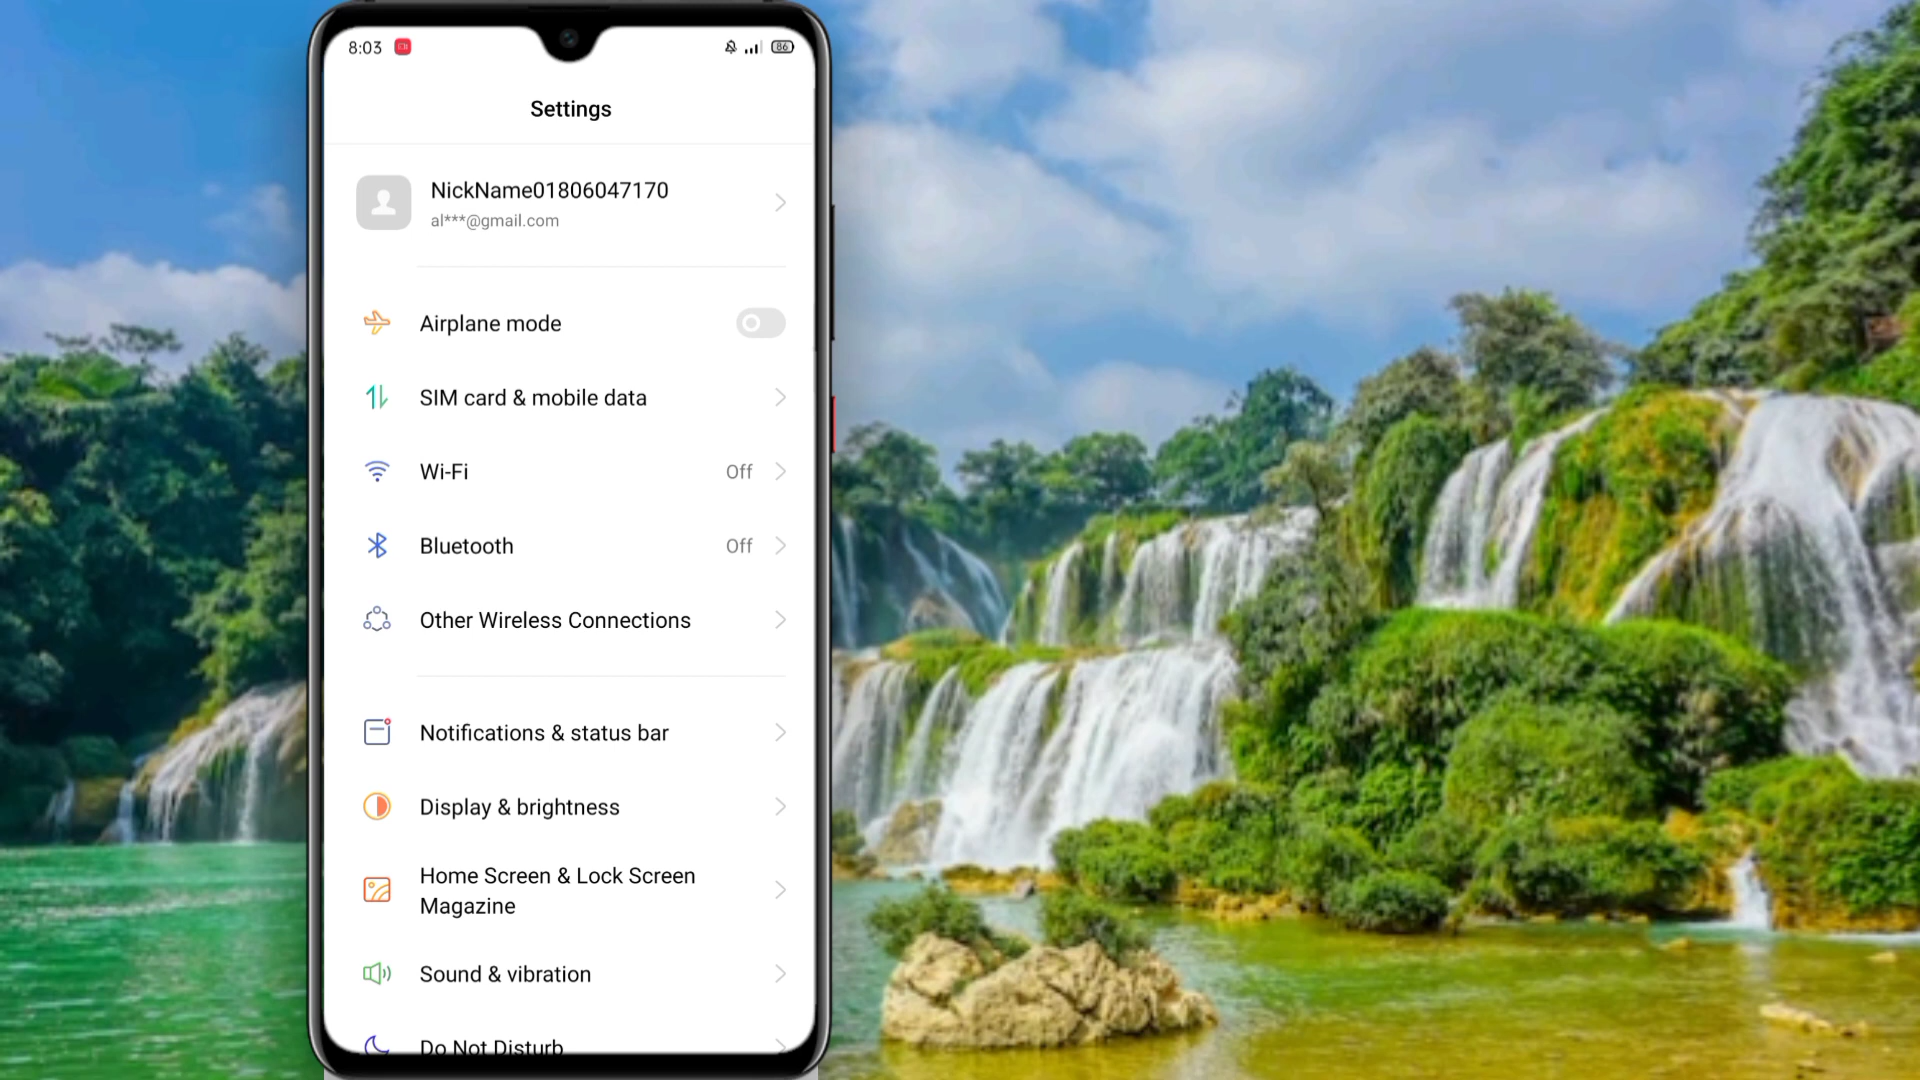 8:03
86
Settings
NickName01806047170
al***@gmail.com
Airplane mode
SIM card & mobile data
Wi-Fi Off
Bluetooth Off
Other Wireless Connections
Notifications & status bar
Display & brightness
Home Screen & Lock Screen
Magazine
Sound & vibration
Do Not Disturb